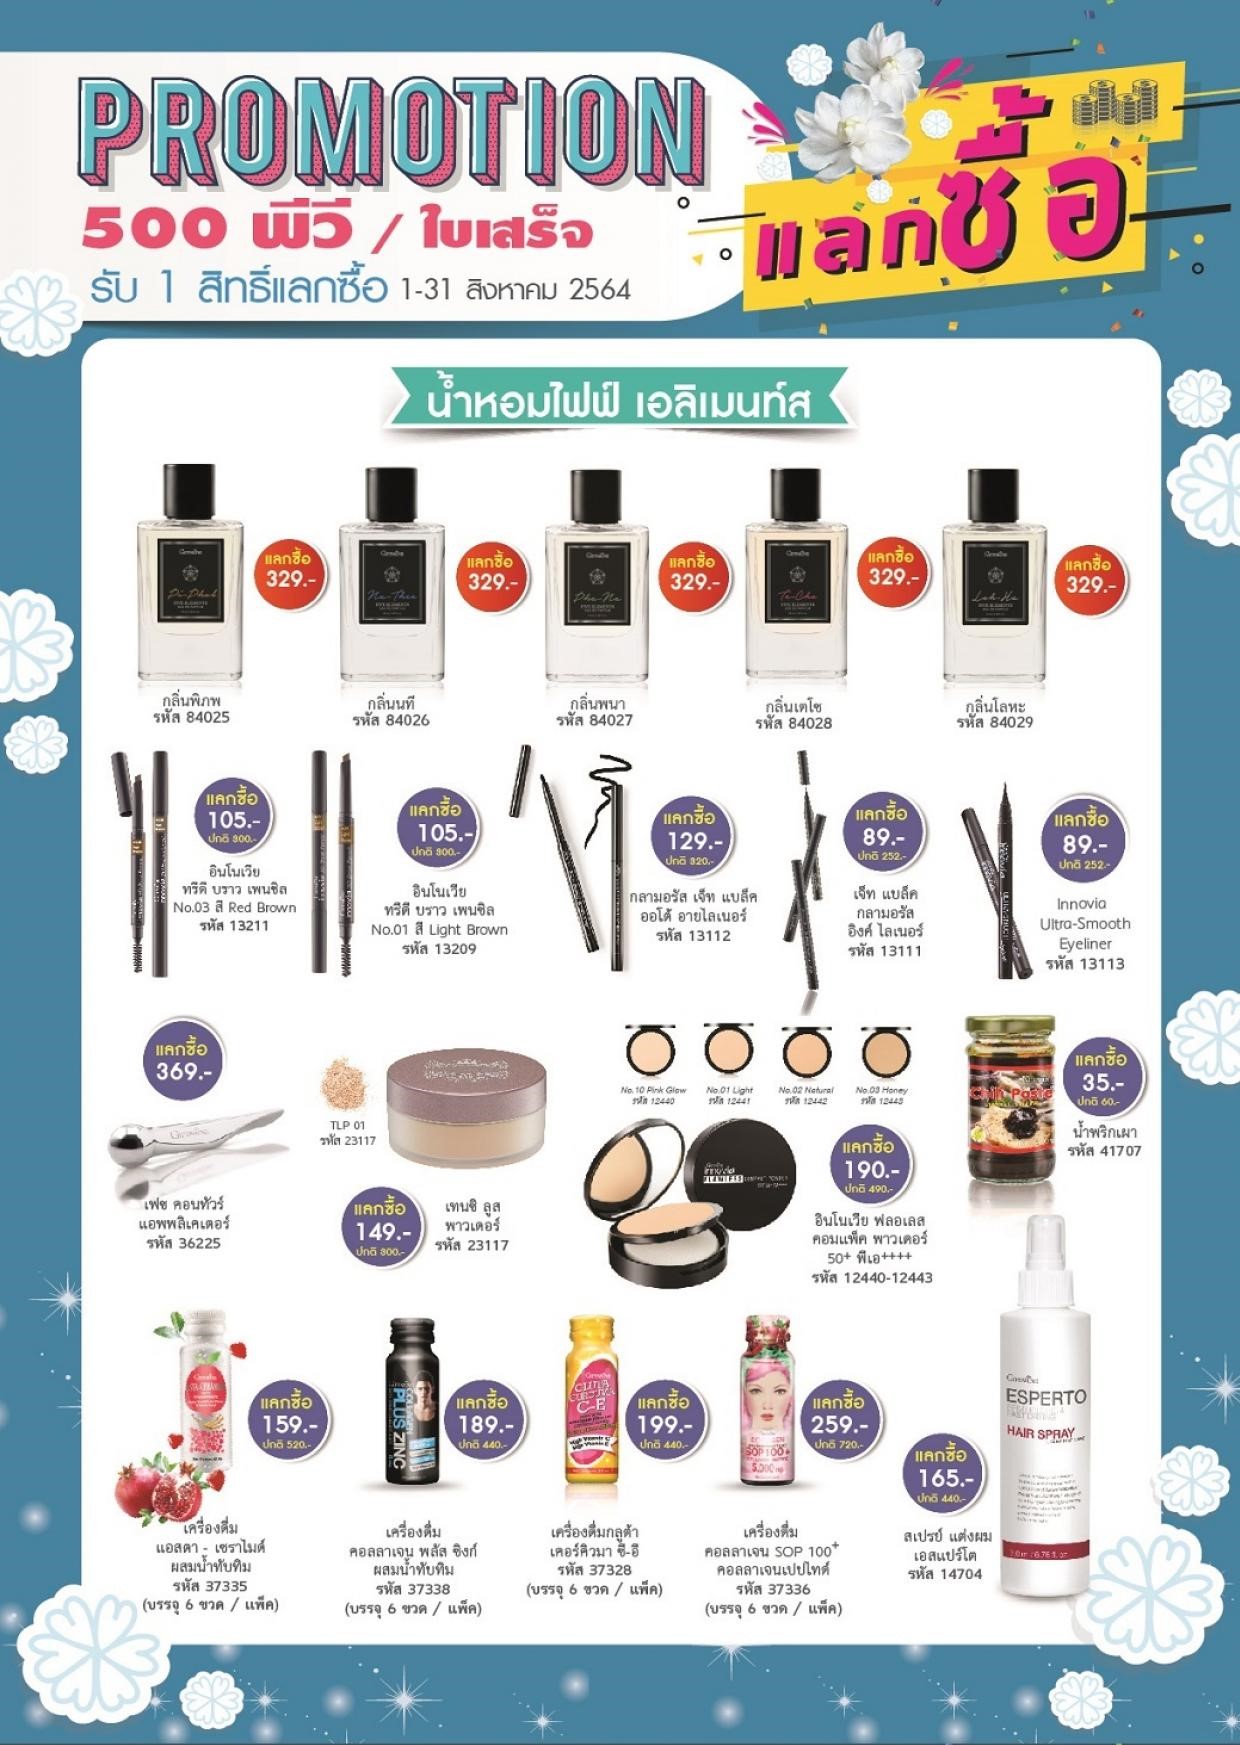 PROMOTION
500 พีวี / ใบเสร็จ
รับ 1 สิทธิ์แลกซื้อ 1-31 สิงหาคม 2564
แลกซื้อ
น้ำหอมไฟฟ์ เอลิเมนท์ส
แลกซื้อ
329.-
แลกซื้อ
329.-
แลกซื้อ
329.-
แลกซื้อ
329.-
แลกซื้อ
329.-
กลิ่นพิภพ
รหัส 84025
กลิ่นนที
รหัส 84026
กลิ่นพนา
รหัส 84027
กลิ่นเตโช
รหัส 84028
กลิ่นโลหะ
รหัส 84029
แลกซื้อ
105.-
ปกติ 300.-
อินโนเวีย
ทรีดี บราว เพนซิล
No.03 สี Red Brown
รหัส 13211
แลกซื้อ
105.-
ปกติ 300.-
อินโนเวีย
ทรีดี บราว เพนซิล
No.01 สี Light Brown
รหัส 13209
แลกซื้อ
129.-
ปกติ 320.-
กลามอรัส เจ็ท แบล็ค
ออโต้ อายไลเนอร์
รหัส 13112
แลกซื้อ
89.-
ปกติ 252.-
เจ็ท แบล็ค
กลามอรัส
อิงค์ ไลเนอร์
รหัส 13111
แลกซื้อ
89.-
ปกติ 252.-
Innovia
Ultra-Smooth
Eyeliner
รหัส 13113
แลกซื้อ
369.-
เฟซ คอนทัวร์
แอพพลิเคเตอร์
รหัส 36225
TLP 01
รหัส 23117
แลกซื้อ
149.-
ปกติ 300.-
เทนซิ ลูส
พาวเดอร์
รหัส 23117
No.10 Pink Glow
รหัส 12440
No.01 Light
รหัส 12441
No.02 Natural
รหัส 12442
No.03 Honey
รหัส 12443
innovia
FLAWLESS
แลกซื้อ
190.-
ปกติ 490.-
อินโนเวีย ฟลอเลส
คอมแพ็ค พาวเดอร์
50+ พีเอ++++
รหัส 12440-12443
Chili Paste
แลกซื้อ
35.-
ปกติ 60.-
น้ำพริกเผา
รหัส 41707
แลกซื้อ
159.-
ปกติ 520.-
เครื่องดื่ม
แอสตา - เซราไมด์
ผสมน้ำทับทิม
รหัส 37335
(บรรจุ 6 ขวด / แพ็ค)
PLUS ZINC
แลกซื้อ
189.-
ปกติ 440.-
เครื่องดื่ม
คอลลาเจน พลัส ซิงก์
ผสมน้ำทับทิม
รหัส 37338
(บรรจุ 6 ขวด / แพ็ค)
C-E
แลกซื้อ
199.-
ปกติ 440.-
เครื่องดื่มกลูต้า
เคอร์คิวมา ซี-อี
รหัส 37328
(บรรจุ 6 ขวด / แพ็ค)
SOP 100+
5,000 mg
แลกซื้อ
259.-
ปกติ 720.-
เครื่องดื่ม
คอลลาเจน SOP 100+
คอลลาเจนเปปไทด์
รหัส 37336
(บรรจุ 6 ขวด / แพ็ค)
แลกซื้อ
165.-
ปกติ 440.-
สเปรย์ แต่งผม
เอสแปร์โต
รหัส 14704
Giffarine
ESPERTO
HAIR SPRAY